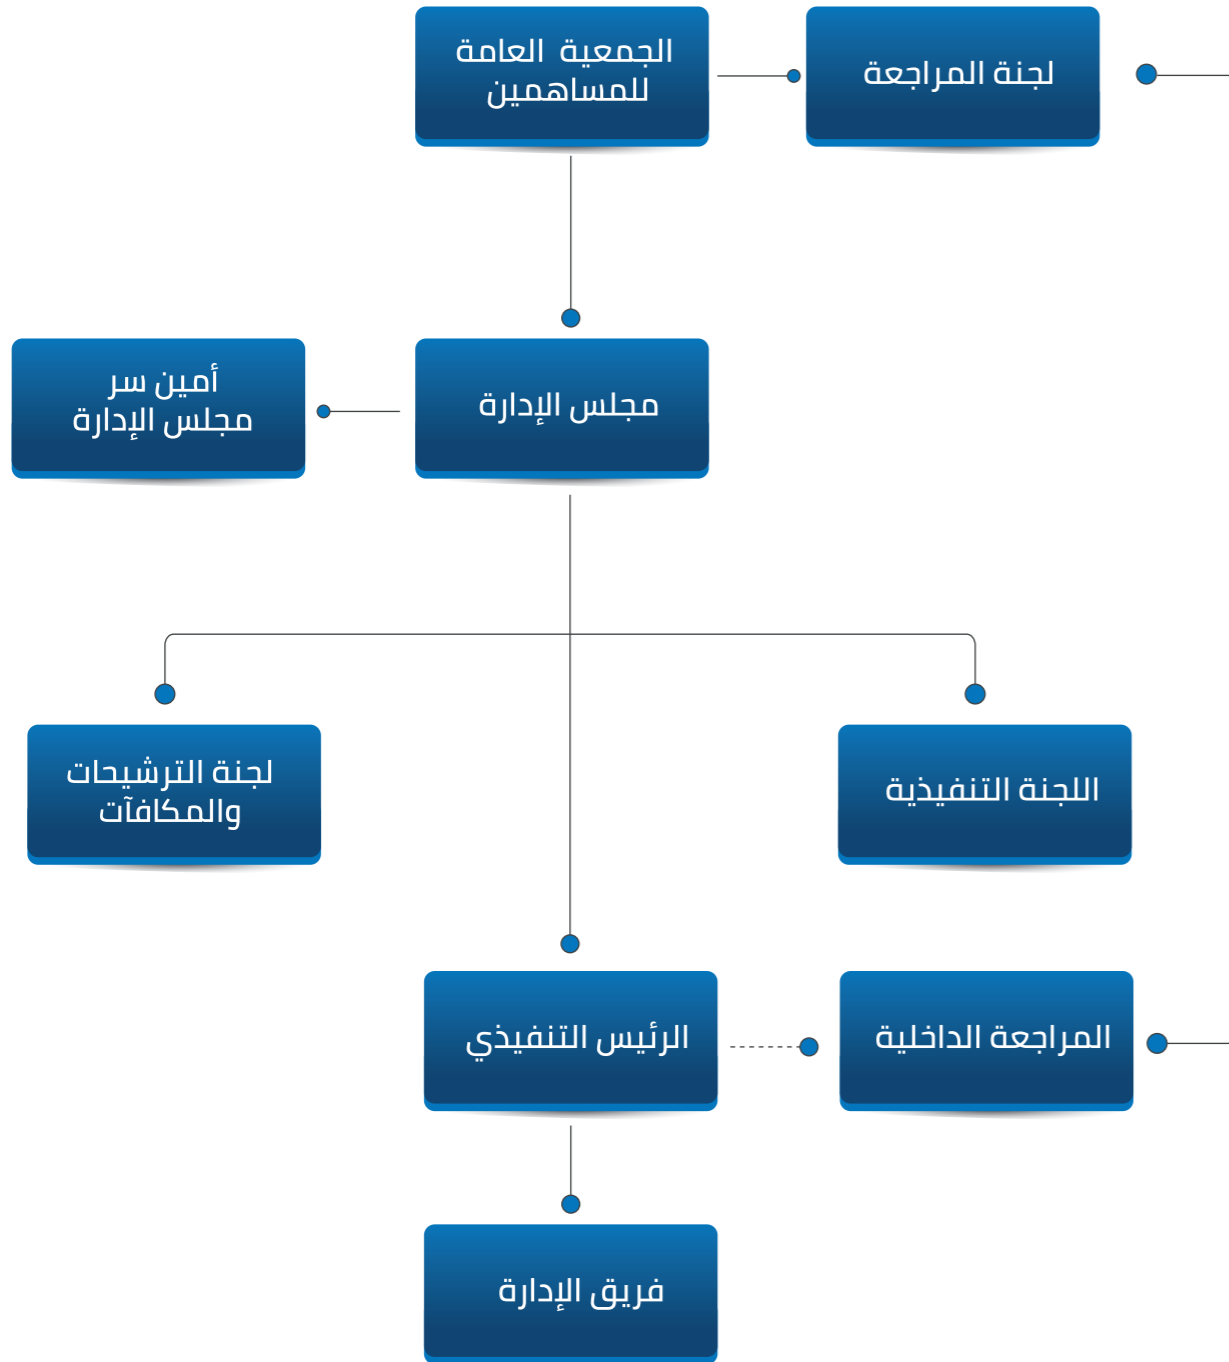 الجمعية العامة
للمساهمين
لجنة المراجعة
مجلس الإدارة
أمين سر
مجلس الإدارة
اللجنة التنفيذية
لجنة الترشيحات
والمكافآت
المراجعة الداخلية
الرئيس التنفيذي
فريق الإدارة